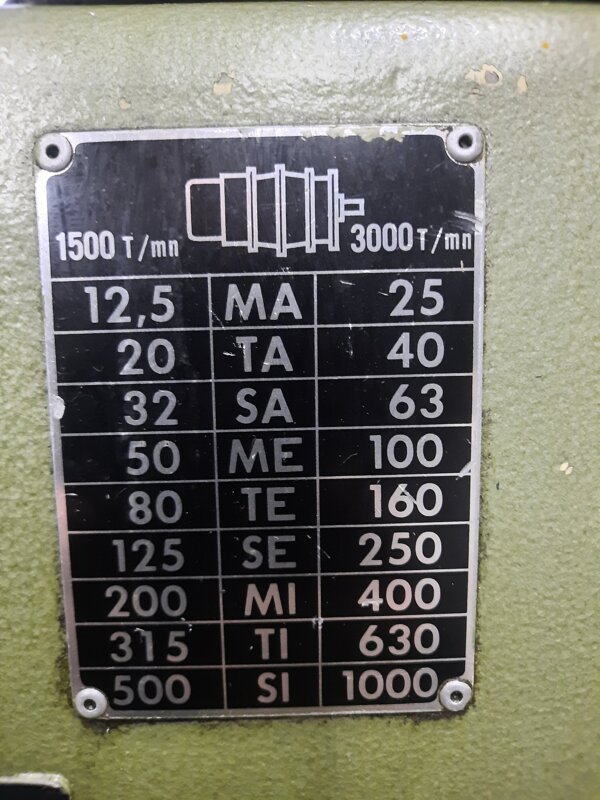 1500 T/mn 3000 T/mn
12,5 MA 25
20 TA 40
32 SA 63
50 ME 100
80 TE 160
125 SE 250
200 MI 400
315 TI 630
500 SI 1000